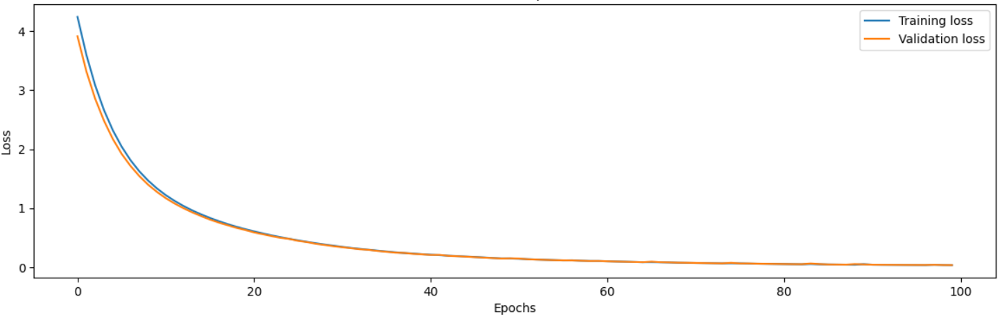 Training loss
Validation loss
4
3
2
1
0
Loss
0 20 40 60 80 100
Epochs